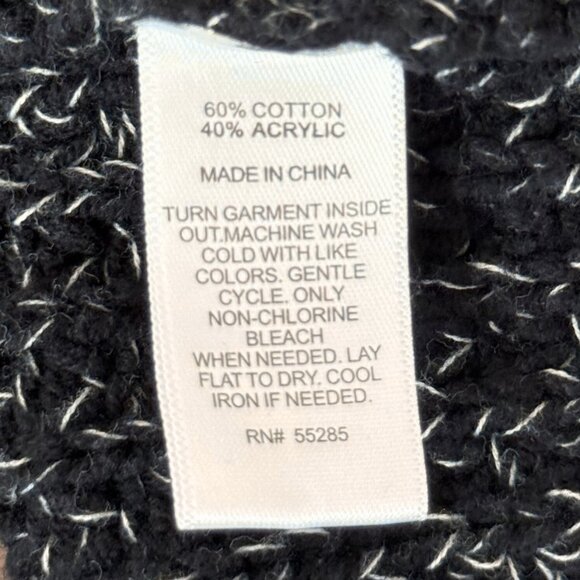 60% COTTON
40% ACRYLIC
MADE IN CHINA
TURN GARMENT INSIDE
OUT.MACHINE WASH
COLD WITH LIKE
COLORS. GENTLE
CYCLE. ONLY
NON-CHLORINE
BLEACH
WHEN NEEDED. LAY
FLAT TO DRY. COOL
IRON IF NEEDED.
RN# 55285